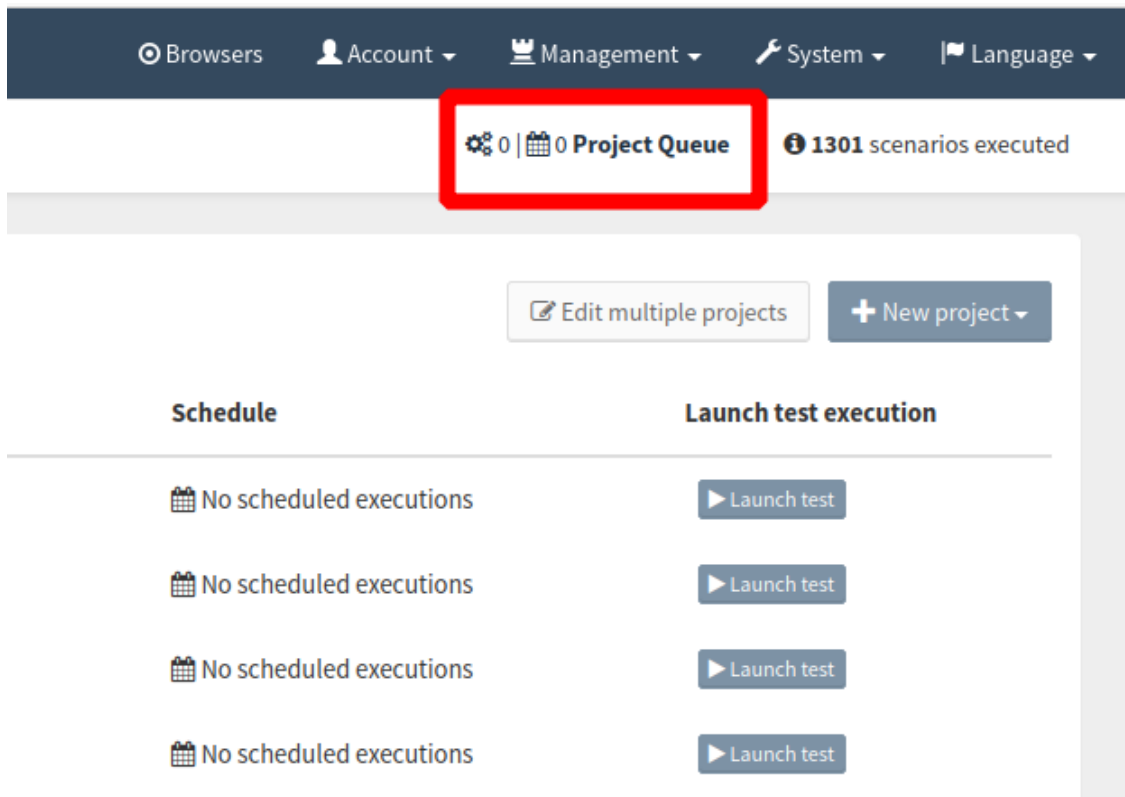 Browsers Account Management System Language
0 | 0 Project Queue 1301 scenarios executed
Edit multiple projects New project
Schedule Launch test execution
No scheduled executions Launch test
No scheduled executions Launch test
No scheduled executions Launch test
No scheduled executions Launch test